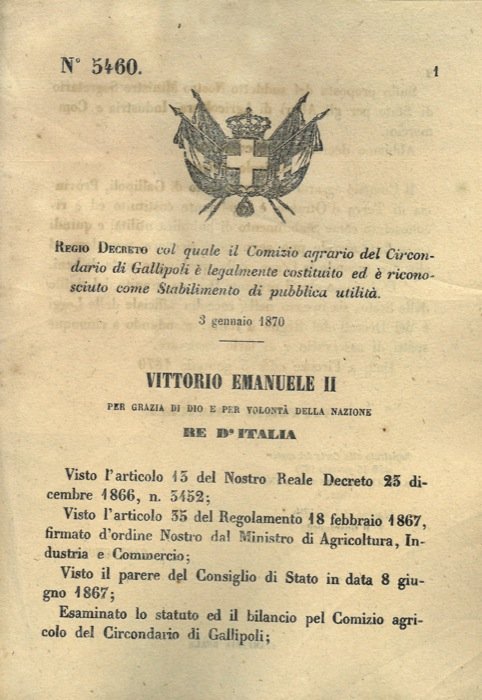 N° 5460.
1
REGIO DECRETO col quale il Comizio agrario del Circon-
dario di Gallipoli è legalmente costituito ed è ricono-
sciuto come Stabilimento di pubblica utilità.
3 gennaio 1870
VITTORIO EMANUELE II
PER GRAZIA DI DIO E PER VOLONTÀ DELLA NAZIONE
RE D'ITALIA
Visto l'articolo 13 del Nostro Reale Decreto 23 di-
cembre 1866, n. 3452;
Visto l'articolo 35 del Regolamento 18 febbraio 1867,
firmato d'ordine Nostro dal Ministro di Agricoltura, In-
dustria e Commercio;
Visto il parere del Consiglio di Stato in data 8 giu-
gno 1867;
Esaminato lo statuto ed il bilancio pel Comizio agri-
colo del Circondario di Gallipoli;